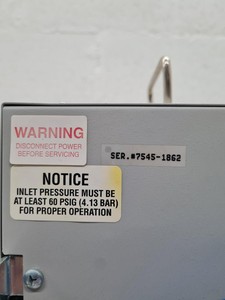 WARNING
DISCONNECT POWER
BEFORE SERVICING
SER.#7545-1862
NOTICE
INLET PRESSURE MUST BE
AT LEAST 60 PSIG (4.13 BAR)
FOR PROPER OPERATION